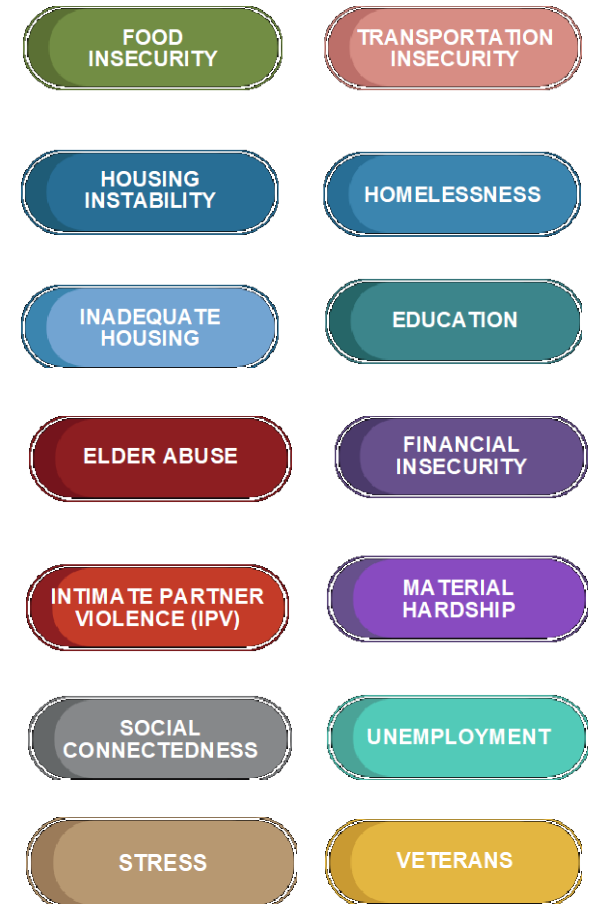 FOOD
INSECURITY
TRANSPORTATION
INSECURITY
HOUSING
INSTABILITY
HOMELESSNESS
INADEQUATE
HOUSING
EDUCATION
ELDER ABUSE
FINANCIAL
INSECURITY
INTIMATE PARTNER
VIOLENCE (IPV)
MATERIAL
HARDSHIP
SOCIAL
CONNECTEDNESS
UNEMPLOYMENT
STRESS
VETERANS